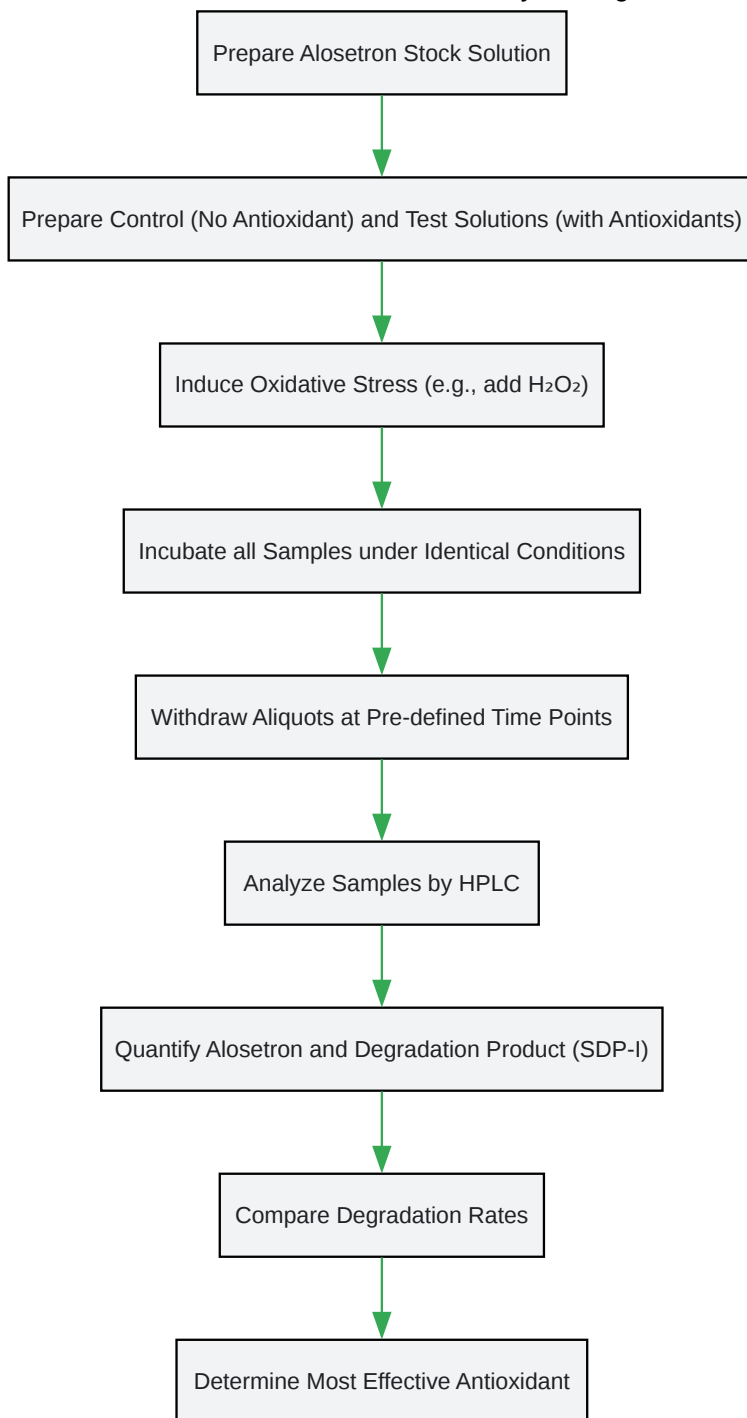 Prepare Alosetron Stock Solution
Prepare Control (No Antioxidant) and Test Solutions (with Antioxidants)
Induce Oxidative Stress (e.g., add H₂O₂)
Incubate all Samples under Identical Conditions
Withdraw Aliquots at Pre-defined Time Points
Analyze Samples by HPLC
Quantify Alosetron and Degradation Product (SDP-I)
Compare Degradation Rates
Determine Most Effective Antioxidant